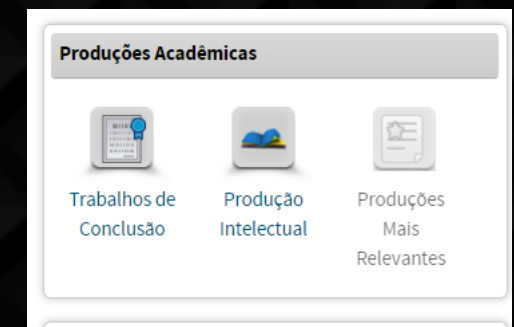 Produções Acadêmicas
Trabalhos de Produção Produções
Conclusão Intelectual Mais
Relevantes